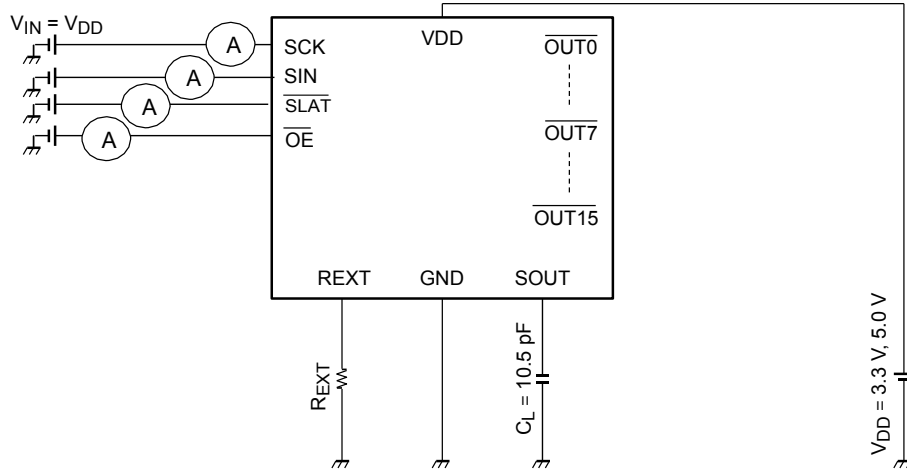 V_IN = V_DD
VDD
A
SCK
OUT0
A
SIN
A
SLAT
A
OE
OUT7
OUT15
REXT
GND
SOUT
R_EXT
C_L = 10.5 pF
V_DD = 3.3 V, 5.0 V